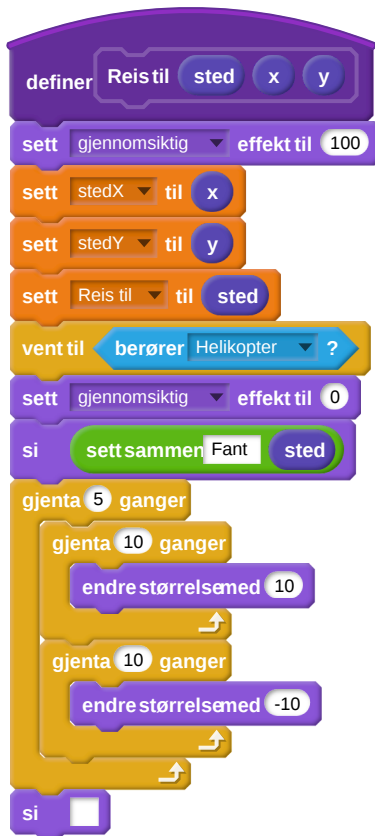 definer Reis til sted x y
sett gjennomsiktig effekt til 100
sett stedX til x
sett stedY til y
sett Reis til til sted
vent til berører Helikopter ?
sett gjennomsiktig effekt til 0
si sett sammen Fant sted
gjenta 5 ganger
gjenta 10 ganger
endre størrelse med 10
gjenta 10 ganger
endre størrelse med -10
si